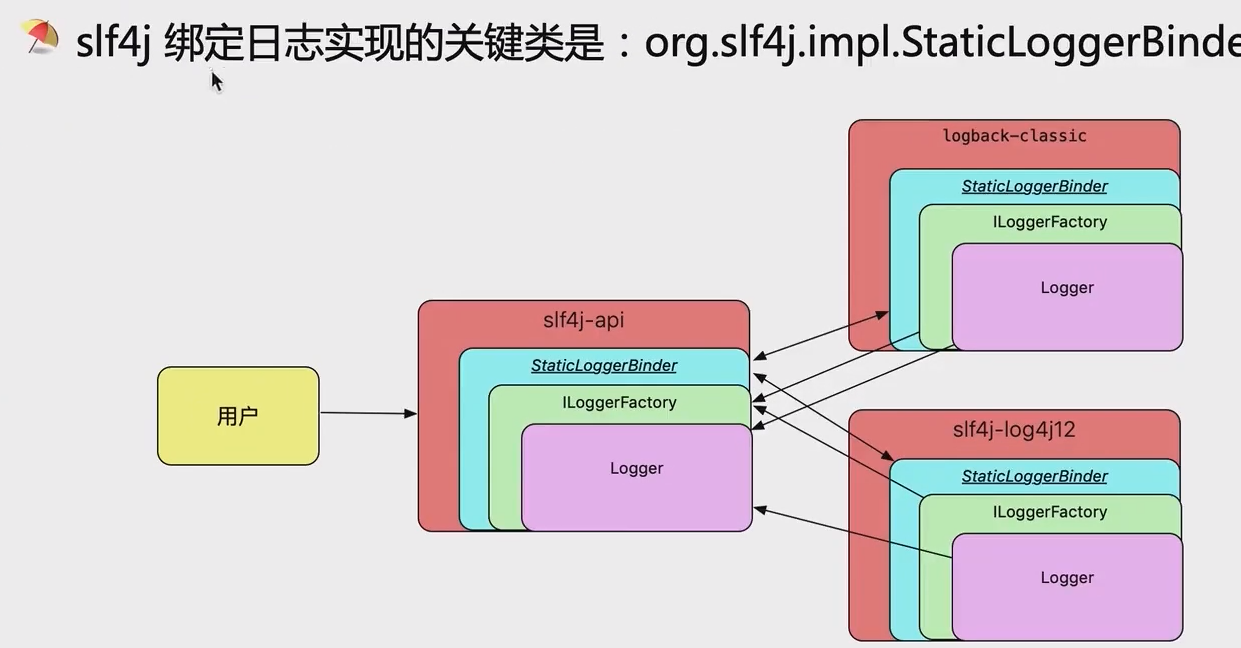 slf4j 绑定日志实现的关键类是：org.slf4j.impl.StaticLoggerBinde
logback-classic
StaticLoggerBinder
ILoggerFactory
Logger
slf4j-api
StaticLoggerBinder
ILoggerFactory
Logger
用户
slf4j-log4j12
StaticLoggerBinder
ILoggerFactory
Logger